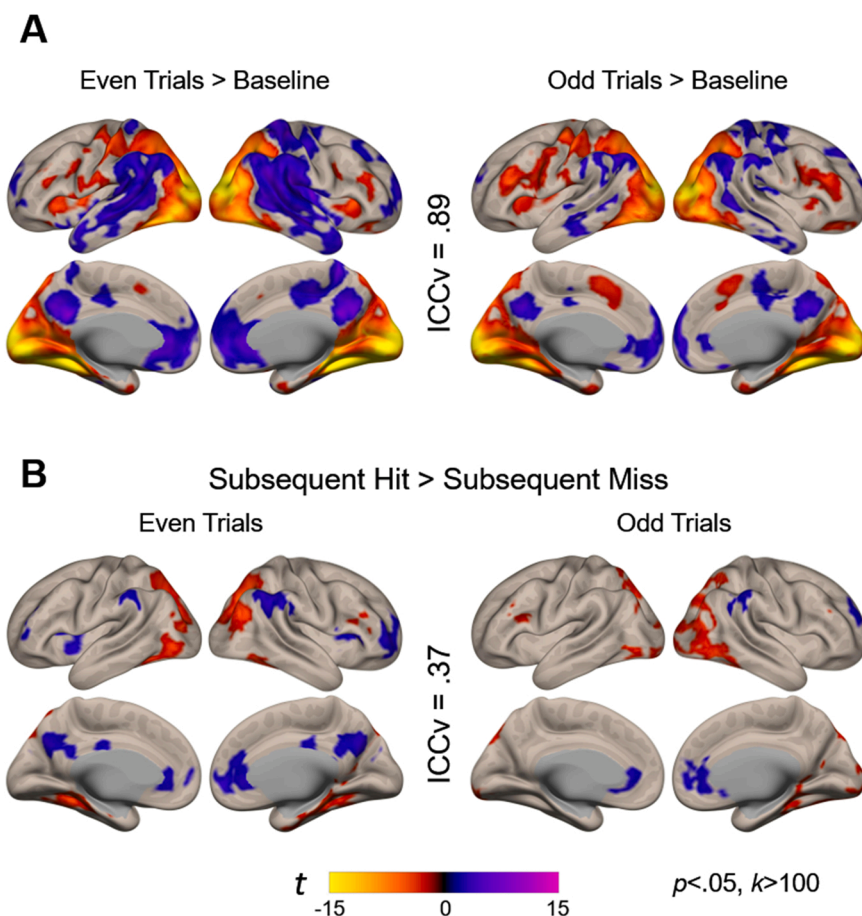 A
Even Trials > Baseline
Odd Trials > Baseline
ICCv = .89
B
Subsequent Hit > Subsequent Miss
Even Trials
Odd Trials
ICCv = .37
t
-15
0
15
p<.05, k>100